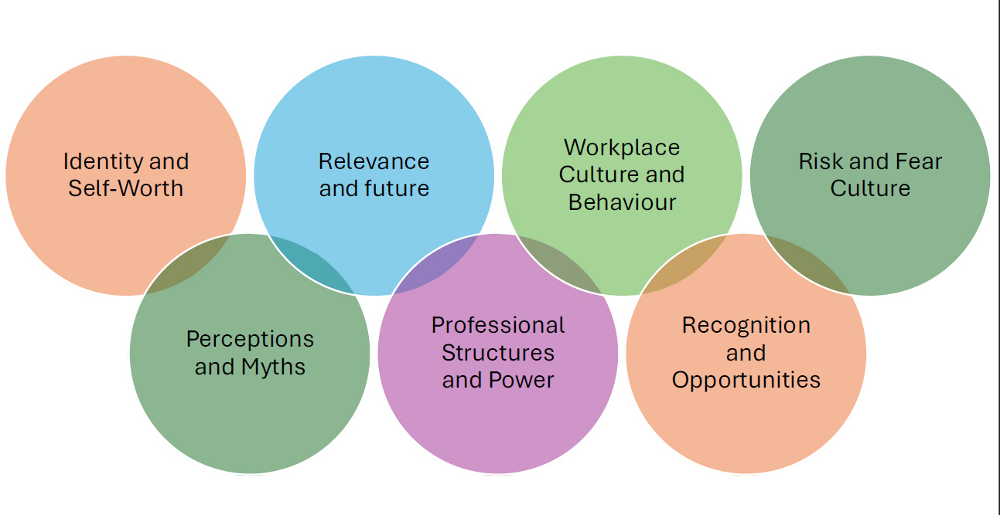 Identity and
Self-Worth
Relevance
and future
Workplace
Culture and
Behaviour
Risk and Fear
Culture
Perceptions
and Myths
Professional
Structures
and Power
Recognition
and
Opportunities